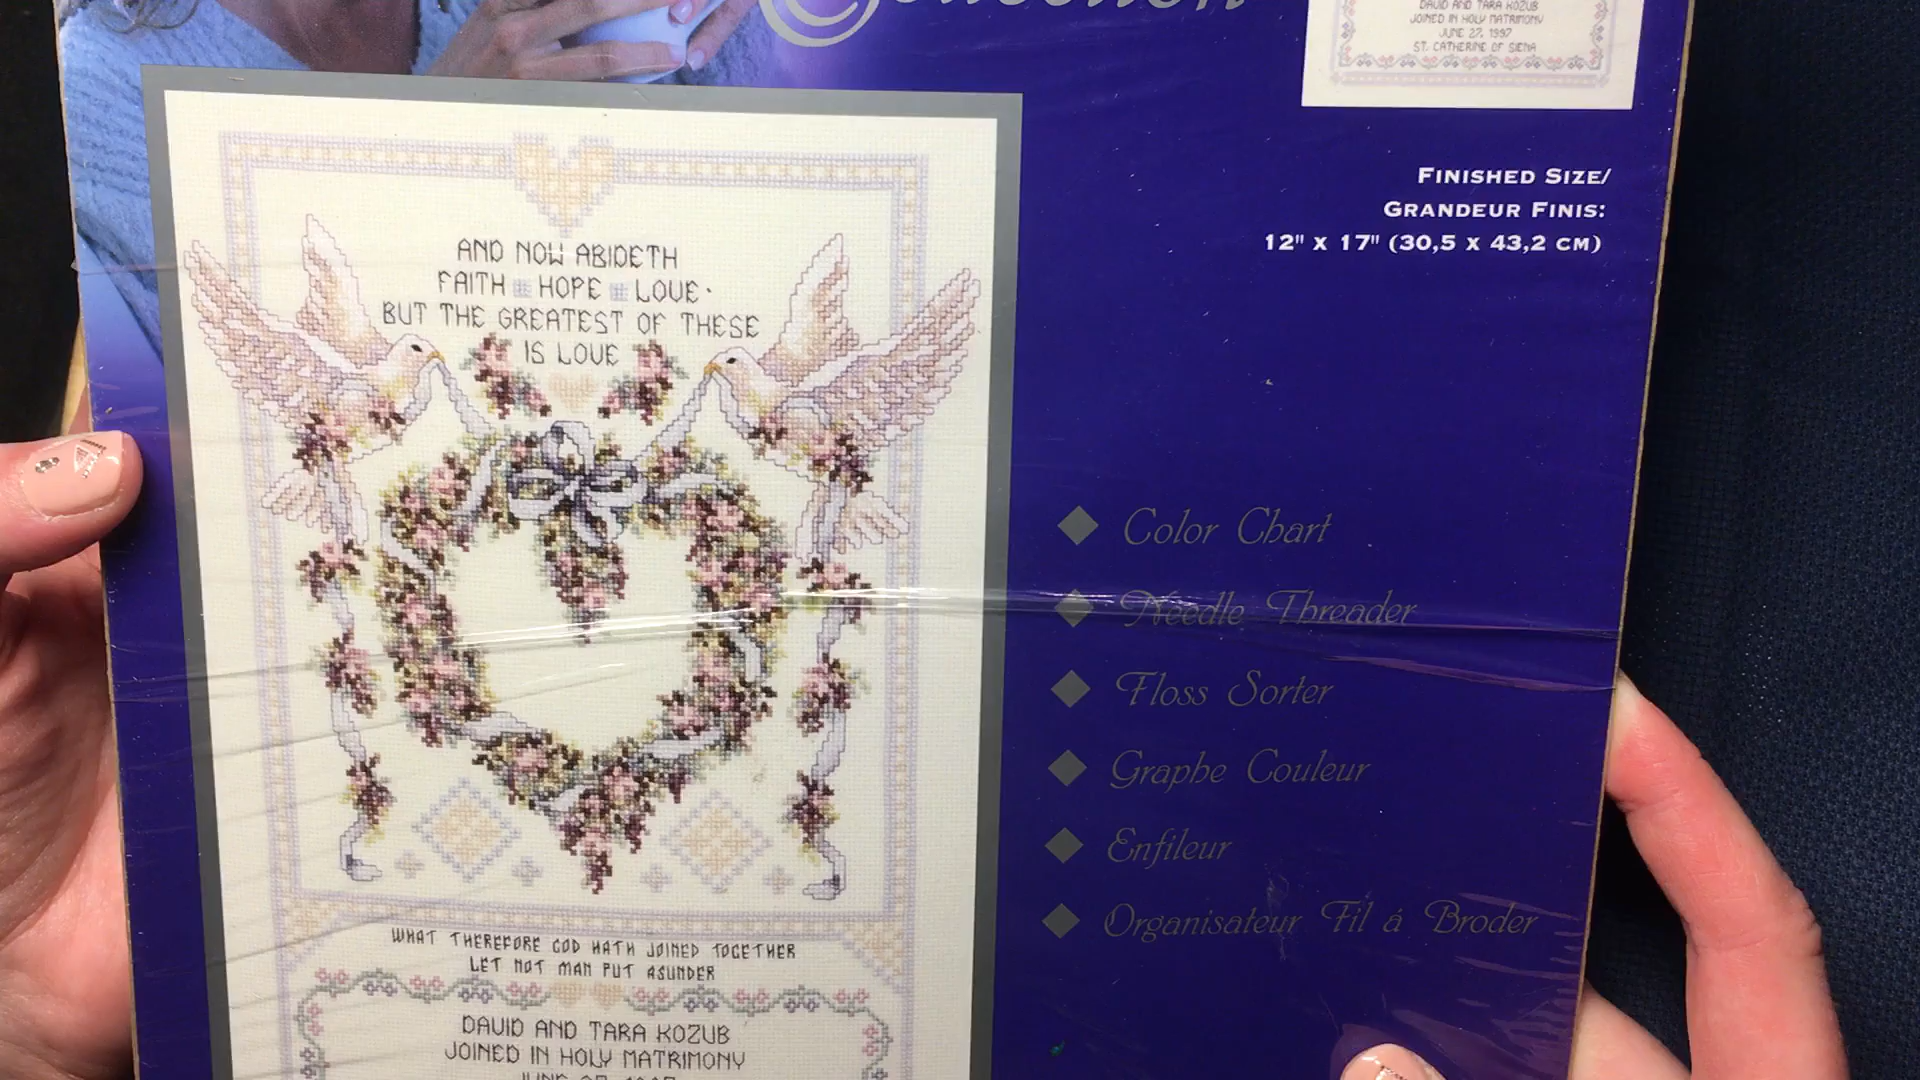 DAVID AND TARA KOZUB
JOINED IN HOLY MATRIMONY
JUNE 27, 1997
ST. CATHERINE OF SIENA
FINISHED SIZE/
GRANDEUR FINIS:
12" X 17" (30,5 X 43,2 CM)
AND NOW ABIDETH
FAITH HOPE LOVE·
BUT THE GREATEST OF THESE
IS LOVE
WHAT THEREFORE GOD HATH JOINED TOGETHER
LET NOT MAN PUT ASUNDER
DAVID AND TARA KOZUB
JOINED IN HOLY MATRIMONY
Color Chart
Needle Threader
Floss Sorter
Graphe Couleur
Enfileur
Organisateur Fil á Broder